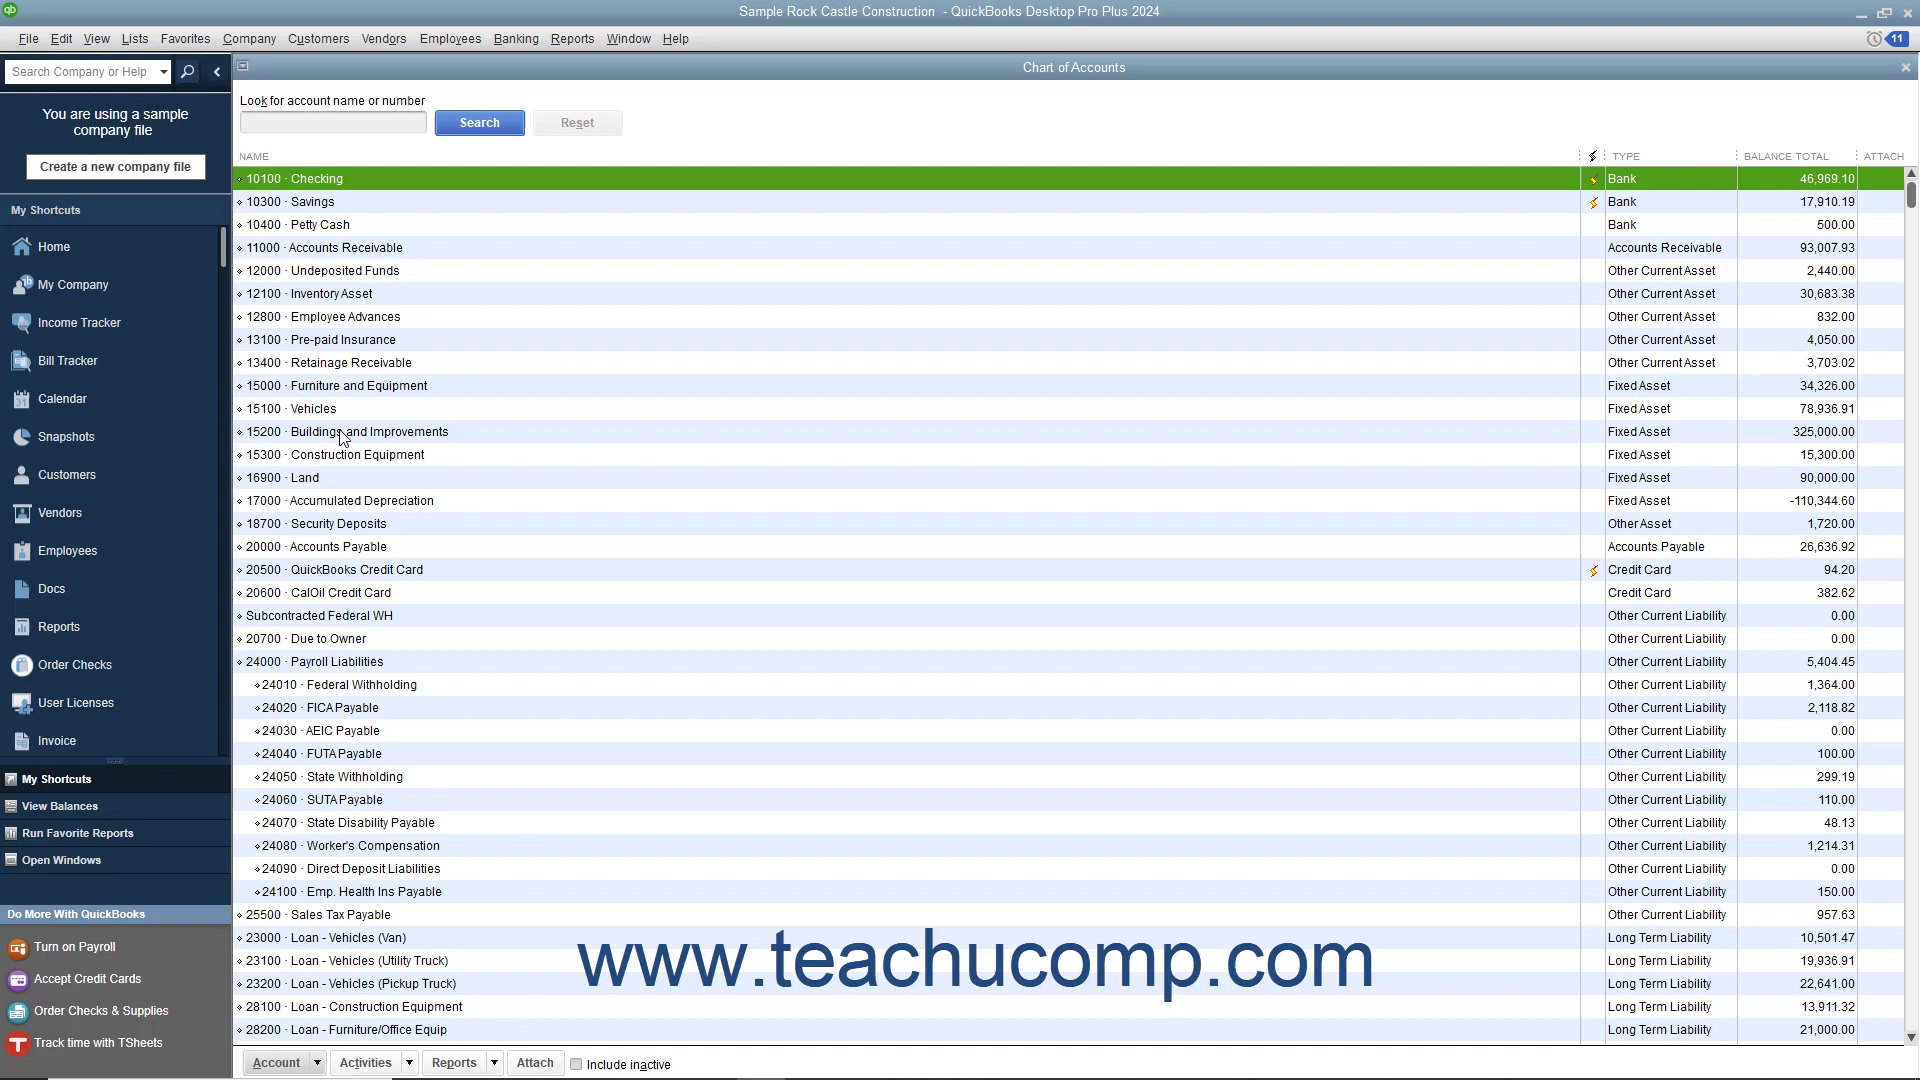 Sample Rock Castle Construction - QuickBooks Desktop Pro Plus 2024
File Edit View Lists Favorites Company Customers Vendors Employees Banking Reports Window Help
11
Search Company or Help
Chart of Accounts
You are using a sample
company file
Create a new company file
My Shortcuts
Home
My Company
Income Tracker
Bill Tracker
Calendar
Snapshots
Customers
Vendors
Employees
Docs
Reports
Order Checks
User Licenses
Invoice
My Shortcuts
View Balances
Run Favorite Reports
Open Windows
Do More With QuickBooks
Turn on Payroll
Accept Credit Cards
Order Checks & Supplies
Track time with TSheets
Look for account name or number
Search Reset
NAME TYPE BALANCE TOTAL ATTACH
10100 · Checking Bank 46,969.10
10300 · Savings Bank 17,910.19
10400 · Petty Cash Bank 500.00
11000 · Accounts Receivable Accounts Receivable 93,007.93
12000 · Undeposited Funds Other Current Asset 2,440.00
12100 · Inventory Asset Other Current Asset 30,683.38
12800 · Employee Advances Other Current Asset 832.00
13100 · Pre-paid Insurance Other Current Asset 4,050.00
13400 · Retainage Receivable Other Current Asset 3,703.02
15000 · Furniture and Equipment Fixed Asset 34,326.00
15100 · Vehicles Fixed Asset 78,936.91
15200 · Buildings and Improvements Fixed Asset 325,000.00
15300 · Construction Equipment Fixed Asset 15,300.00
16900 · Land Fixed Asset 90,000.00
17000 · Accumulated Depreciation Fixed Asset -110,344.60
18700 · Security Deposits Other Asset 1,720.00
20000 · Accounts Payable Accounts Payable 26,636.92
20500 · QuickBooks Credit Card Credit Card 94.20
20600 · CalOil Credit Card Credit Card 382.62
Subcontracted Federal WH Other Current Liability 0.00
20700 · Due to Owner Other Current Liability 0.00
24000 · Payroll Liabilities Other Current Liability 5,404.45
24010 · Federal Withholding Other Current Liability 1,364.00
24020 · FICA Payable Other Current Liability 2,118.82
24030 · AEIC Payable Other Current Liability 0.00
24040 · FUTA Payable Other Current Liability 100.00
24050 · State Withholding Other Current Liability 299.19
24060 · SUTA Payable Other Current Liability 110.00
24070 · State Disability Payable Other Current Liability 48.13
24080 · Worker's Compensation Other Current Liability 1,214.31
24090 · Direct Deposit Liabilities Other Current Liability 0.00
24100 · Emp. Health Ins Payable Other Current Liability 150.00
25500 · Sales Tax Payable Other Current Liability 957.63
23000 · Loan - Vehicles (Van) Long Term Liability 10,501.47
23100 · Loan - Vehicles (Utility Truck) Long Term Liability 19,936.91
23200 · Loan - Vehicles (Pickup Truck) Long Term Liability 22,641.00
28100 · Loan - Construction Equipment Long Term Liability 13,911.32
28200 · Loan - Furniture/Office Equip Long Term Liability 21,000.00
www.teachucomp.com
Account Activities Reports Attach Include inactive